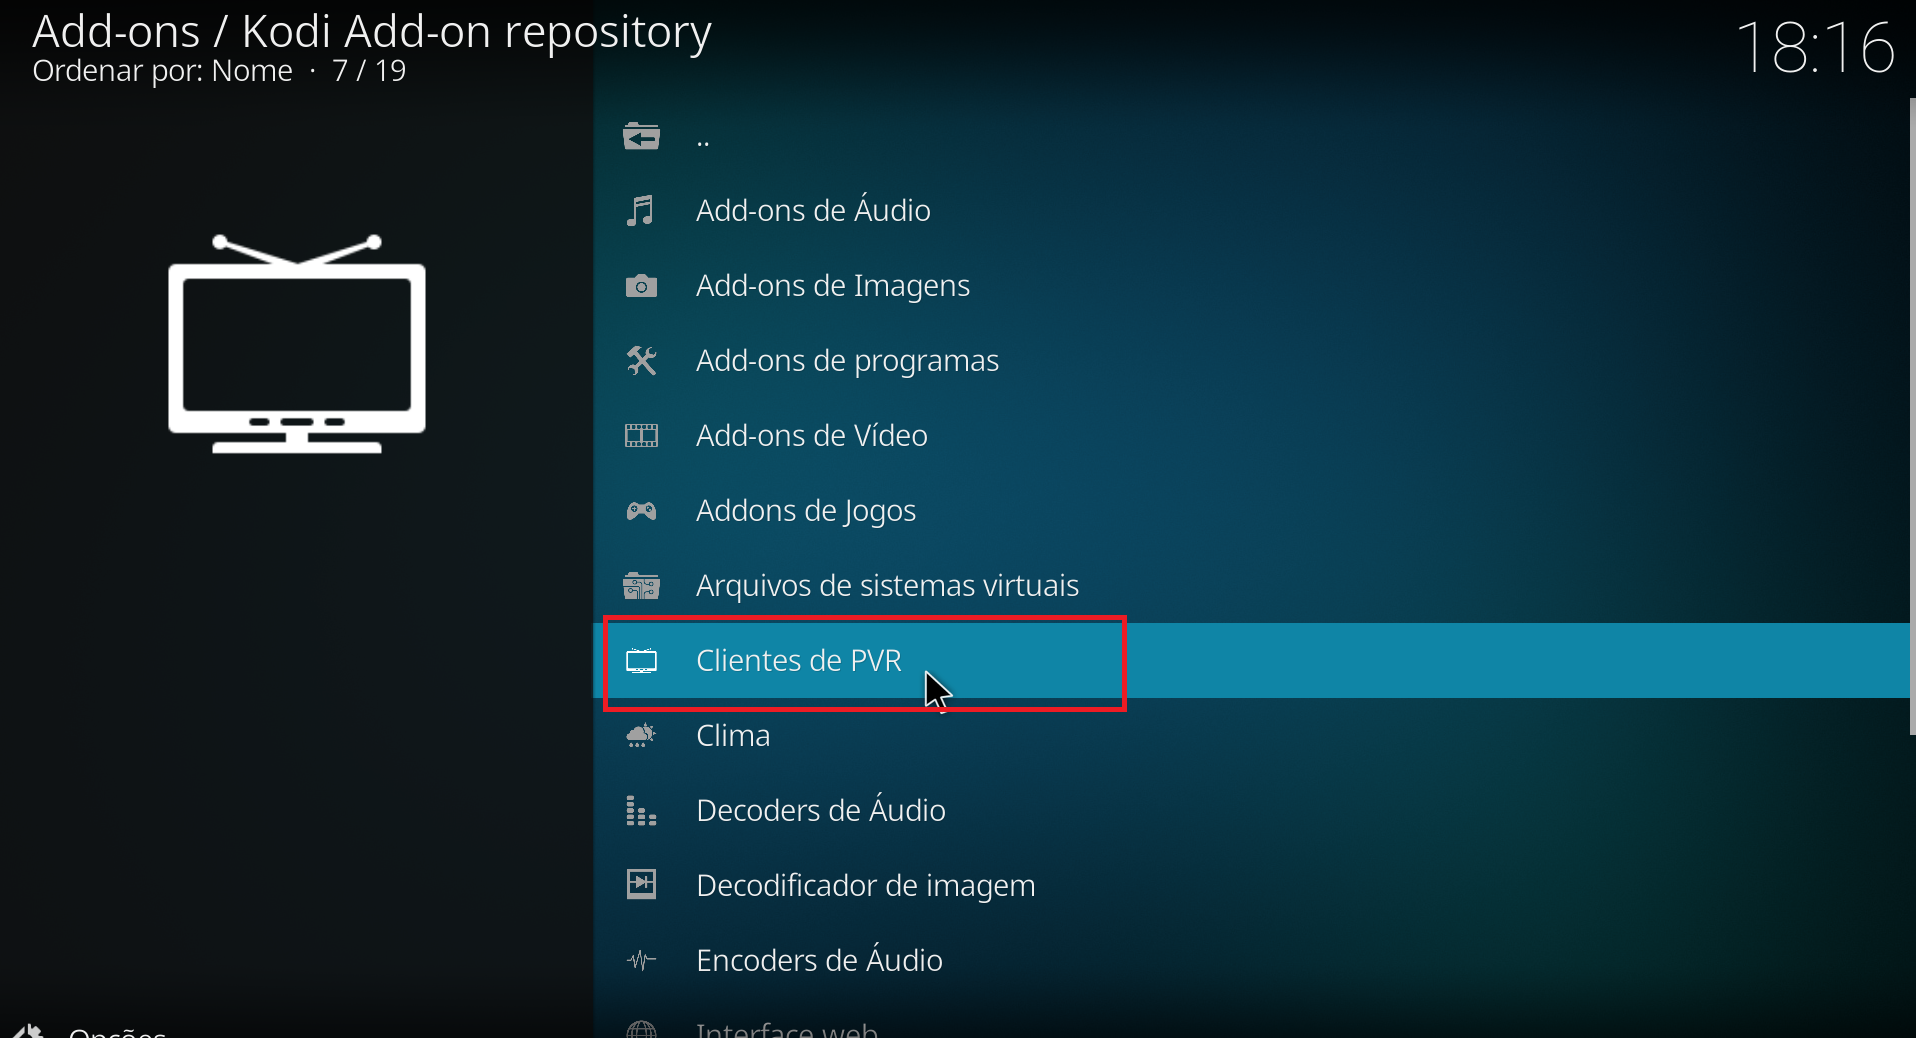 Add-ons / Kodi Add-on repository
Ordenar por: Nome · 7 / 19
18:16
..
Add-ons de Áudio
Add-ons de Imagens
Add-ons de programas
Add-ons de Vídeo
Addons de Jogos
Arquivos de sistemas virtuais
Clientes de PVR
Clima
Decoders de Áudio
Decodificador de imagem
Encoders de Áudio
Interface web
Opções